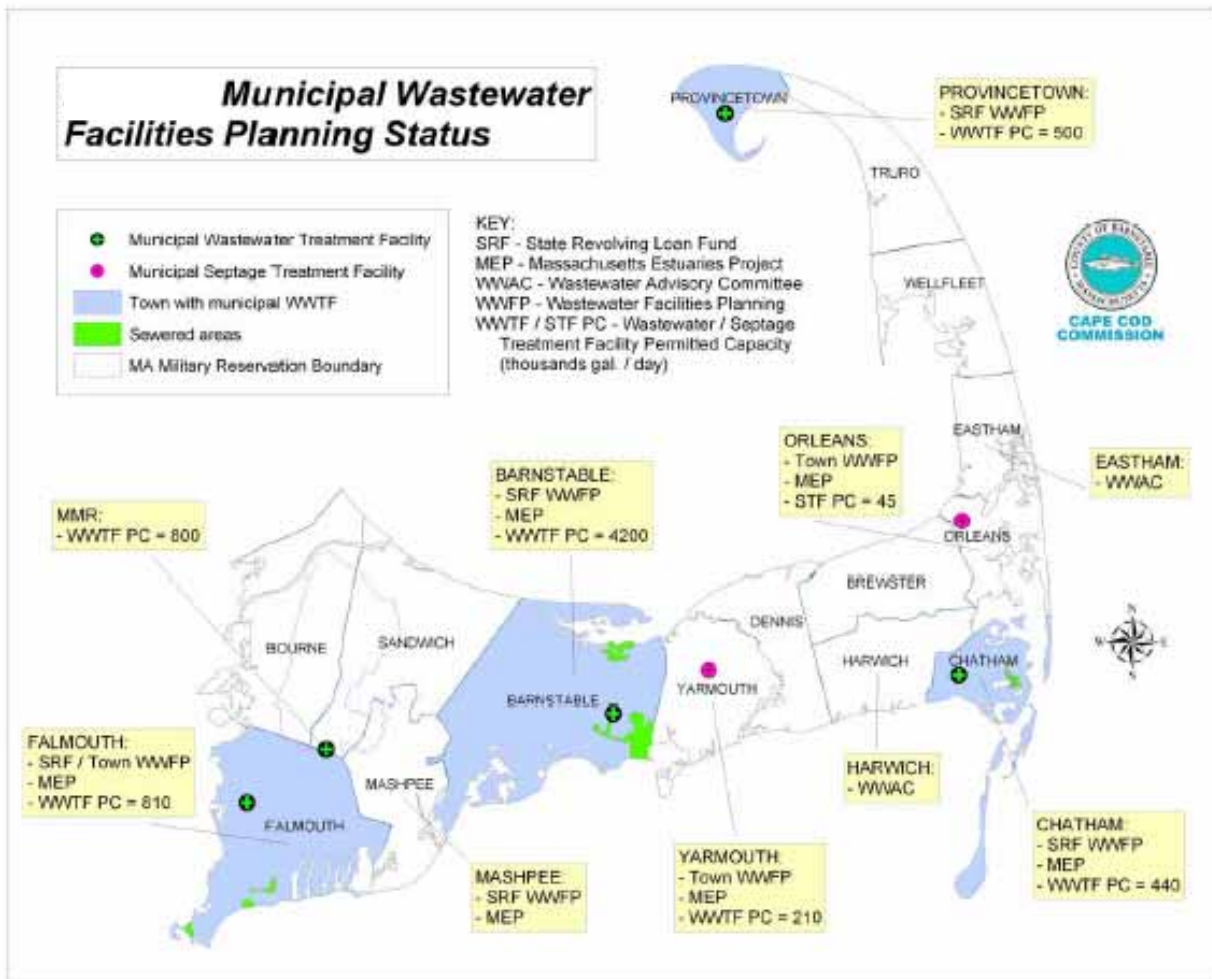 Municipal Wastewater
Facilities Planning Status
Municipal Wastewater Treatment Facility
Municipal Septage Treatment Facility
Town with municipal WWTF
Sewered areas
MA Military Reservation Boundary
KEY:
SRF - State Revolving Loan Fund
MEP - Massachusetts Estuaries Project
WWAC - Wastewater Advisory Committee
WWFP - Wastewater Facilities Planning
WWTF / STF PC - Wastewater / Septage
Treatment Facility Permitted Capacity
(thousands gal. / day)
PROVINCETOWN
PROVINCETOWN:
- SRF WWFP
- WWTF PC = 500
TRURO
WELLFLEET
COUNTY OF BARNSTABLE
MASSACHUSETTS
CAPE COD
COMMISSION
EASTHAM
EASTHAM:
- WWAC
ORLEANS:
- Town WWFP
- MEP
- STF PC = 45
ORLEANS
BARNSTABLE:
- SRF WWFP
- MEP
- WWTF PC = 4200
MMR:
- WWTF PC = 800
BREWSTER
DENNIS
N
W
E
S
BOURNE
SANDWICH
HARWICH
CHATHAM
BARNSTABLE
YARMOUTH
FALMOUTH:
- SRF / Town WWFP
- MEP
- WWTF PC = 810
MASHPEE
FALMOUTH
HARWICH:
- WWAC
MASHPEE:
- SRF WWFP
- MEP
YARMOUTH:
- Town WWFP
- MEP
- WWTF PC = 210
CHATHAM:
- SRF WWFP
- MEP
- WWTF PC = 440